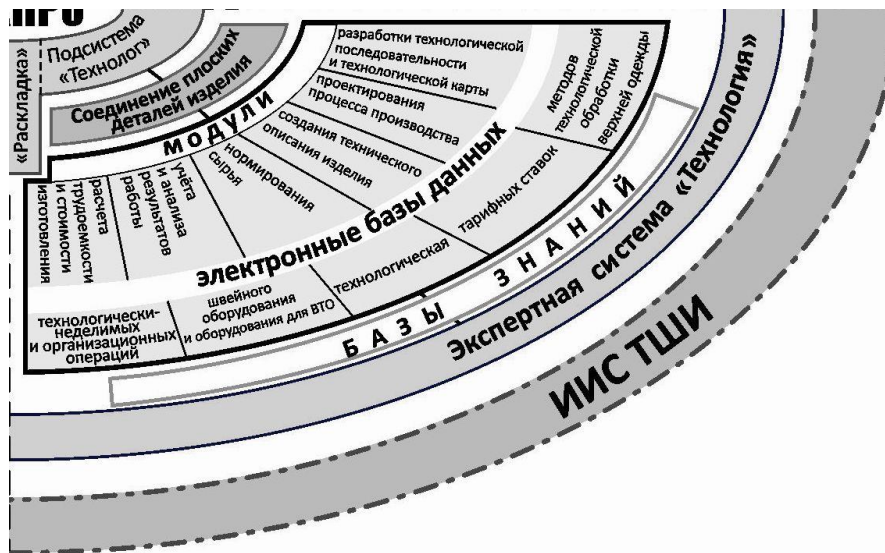 Подсистема
«Технолог»
«Раскладка»
Соединение плоских
деталей изделия
МОДУЛИ
разработки технологической
последовательности
и технологической карты
проектирования
процесса производства
создания технического
описания изделия
нормирования
сырья
учёта
и анализа
результатов
работы
расчета
трудоемкости
и стоимости
изготовления
электронные базы данных
методов
технологической
обработки
верхней одежды
тарифных ставок
технологическая
швейного
оборудования
и оборудования для ВТО
технологически-
неделимых
и организационных
операций
БАЗЫ ЗНАНИЙ
Экспертная система «Технология»
ИИС ТШИ